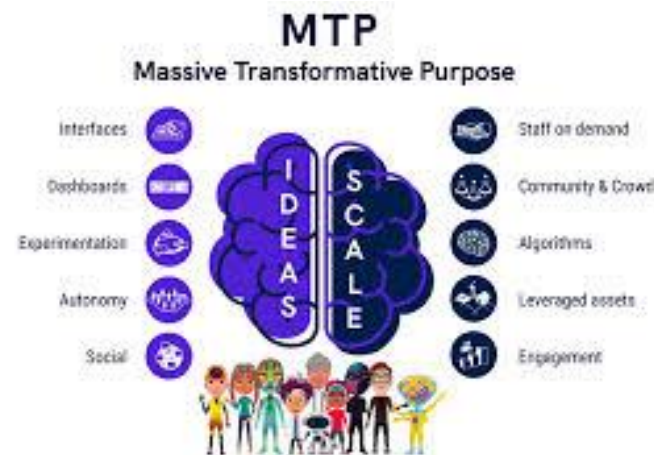 MTP
Massive Transformative Purpose
Interfaces
Dashboards
Experimentation
Autonomy
Social
IDEAS
SCALE
Staff on demand
Community & Crowd
Algorithms
Leveraged assets
Engagement